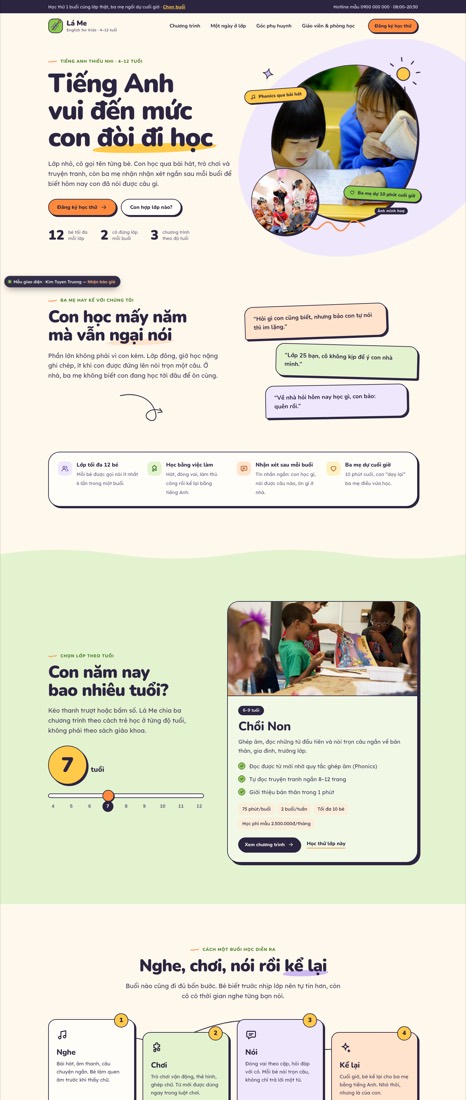 Học thử 1 buổi cùng lớp thật, ba mẹ ngồi dự cuối giờ · Chọn buổi
Hotline mẫu 0900 000 000 · 08:00–20:30
Lá Mẹ
English for Kids · 4–12 tuổi
Chương trình
Một ngày ở lớp
Góc phụ huynh
Giáo viên & phòng học
Đăng ký học thử
TIẾNG ANH THIẾU NHI · 4–12 TUỔI
Tiếng Anh
vui đến mức
con đòi đi học
Lớp nhỏ, cô gọi tên từng bé. Con học qua bài hát, trò chơi và
truyện tranh, còn ba mẹ nhận nhận xét ngắn sau mỗi buổi để
biết hôm nay con đã nói được câu gì.
Đăng ký học thử →
Con hợp lớp nào?
12 bé tối đa
mỗi lớp
2 cô đứng lớp
mỗi buổi
3 chương trình
theo độ tuổi
Phonics qua bài hát
Ba mẹ dự 10 phút cuối giờ
Ảnh minh hoạ
Mẫu giao diện · Kim Tuyen Truong — Nhận báo giá
BA MẸ HAY KỂ VỚI CHÚNG TÔI
Con học mấy năm
mà vẫn ngại nói
Phần lớn không phải vì con kém. Lớp đông, giờ học nặng
ghi chép, ít khi con được đứng lên nói trọn một câu. Ở
nhà, ba mẹ không biết con đang học tới đâu để ôn cùng.
“Hỏi gì con cũng biết, nhưng bảo con tự nói
thì im lặng.”
“Lớp 25 bạn, cô không kịp để ý con nhà
mình.”
“Về nhà hỏi hôm nay học gì, con bảo:
quên rồi.”
Lớp tối đa 12 bé
Mỗi bé được gọi nói ít nhất
6 lần trong một buổi.
Học bằng việc làm
Hát, đóng vai, làm thủ
công rồi kể lại bằng
tiếng Anh.
Nhận xét sau mỗi buổi
Tin nhắn ngắn: con học gì,
nói được câu nào, ôn gì ở
nhà.
Ba mẹ dự cuối giờ
10 phút cuối, con “dạy lại”
ba mẹ điều vừa học.
CHỌN LỚP THEO TUỔI
Con năm nay
bao nhiêu tuổi?
Kéo thanh trượt hoặc bấm số. Lá Mẹ chia ba
chương trình theo cách trẻ học ở từng độ tuổi,
không phải theo sách giáo khoa.
7 tuổi
4 5 6 7 8 9 10 11 12
6–9 tuổi
Chồi Non
Ghép âm, đọc những từ đầu tiên và nói trọn câu ngắn về bản
thân, gia đình, trường lớp.
Đọc được từ mới nhờ quy tắc ghép âm (Phonics)
Tự đọc truyện tranh ngắn 8–12 trang
Giới thiệu bản thân trong 1 phút
75 phút/buổi
2 buổi/tuần
Tối đa 10 bé
Học phí mẫu 2.500.000đ/tháng
Xem chương trình →
Học thử lớp này
CÁCH MỘT BUỔI HỌC DIỄN RA
Nghe, chơi, nói rồi kể lại
Buổi nào cũng đi đủ bốn bước. Bé biết trước nhịp lớp nên tự tin hơn, còn
cô có thời gian nghe từng bạn nói.
1
Nghe
Bài hát, âm thanh, câu
chuyện ngắn. Bé làm quen
âm trước khi thấy chữ.
2
Chơi
Trò chơi vận động, thẻ hình,
ghép chữ. Từ mới được dùng
ngay trong lượt chơi.
3
Nói
Đóng vai theo cặp, hỏi đáp
với cô. Mỗi bé nói trọn câu,
không chỉ trả lời một từ.
4
Kể lại
Cuối giờ, bé kể lại cho ba mẹ
bằng tiếng Anh. Nhỏ thôi,
nhưng là của con.